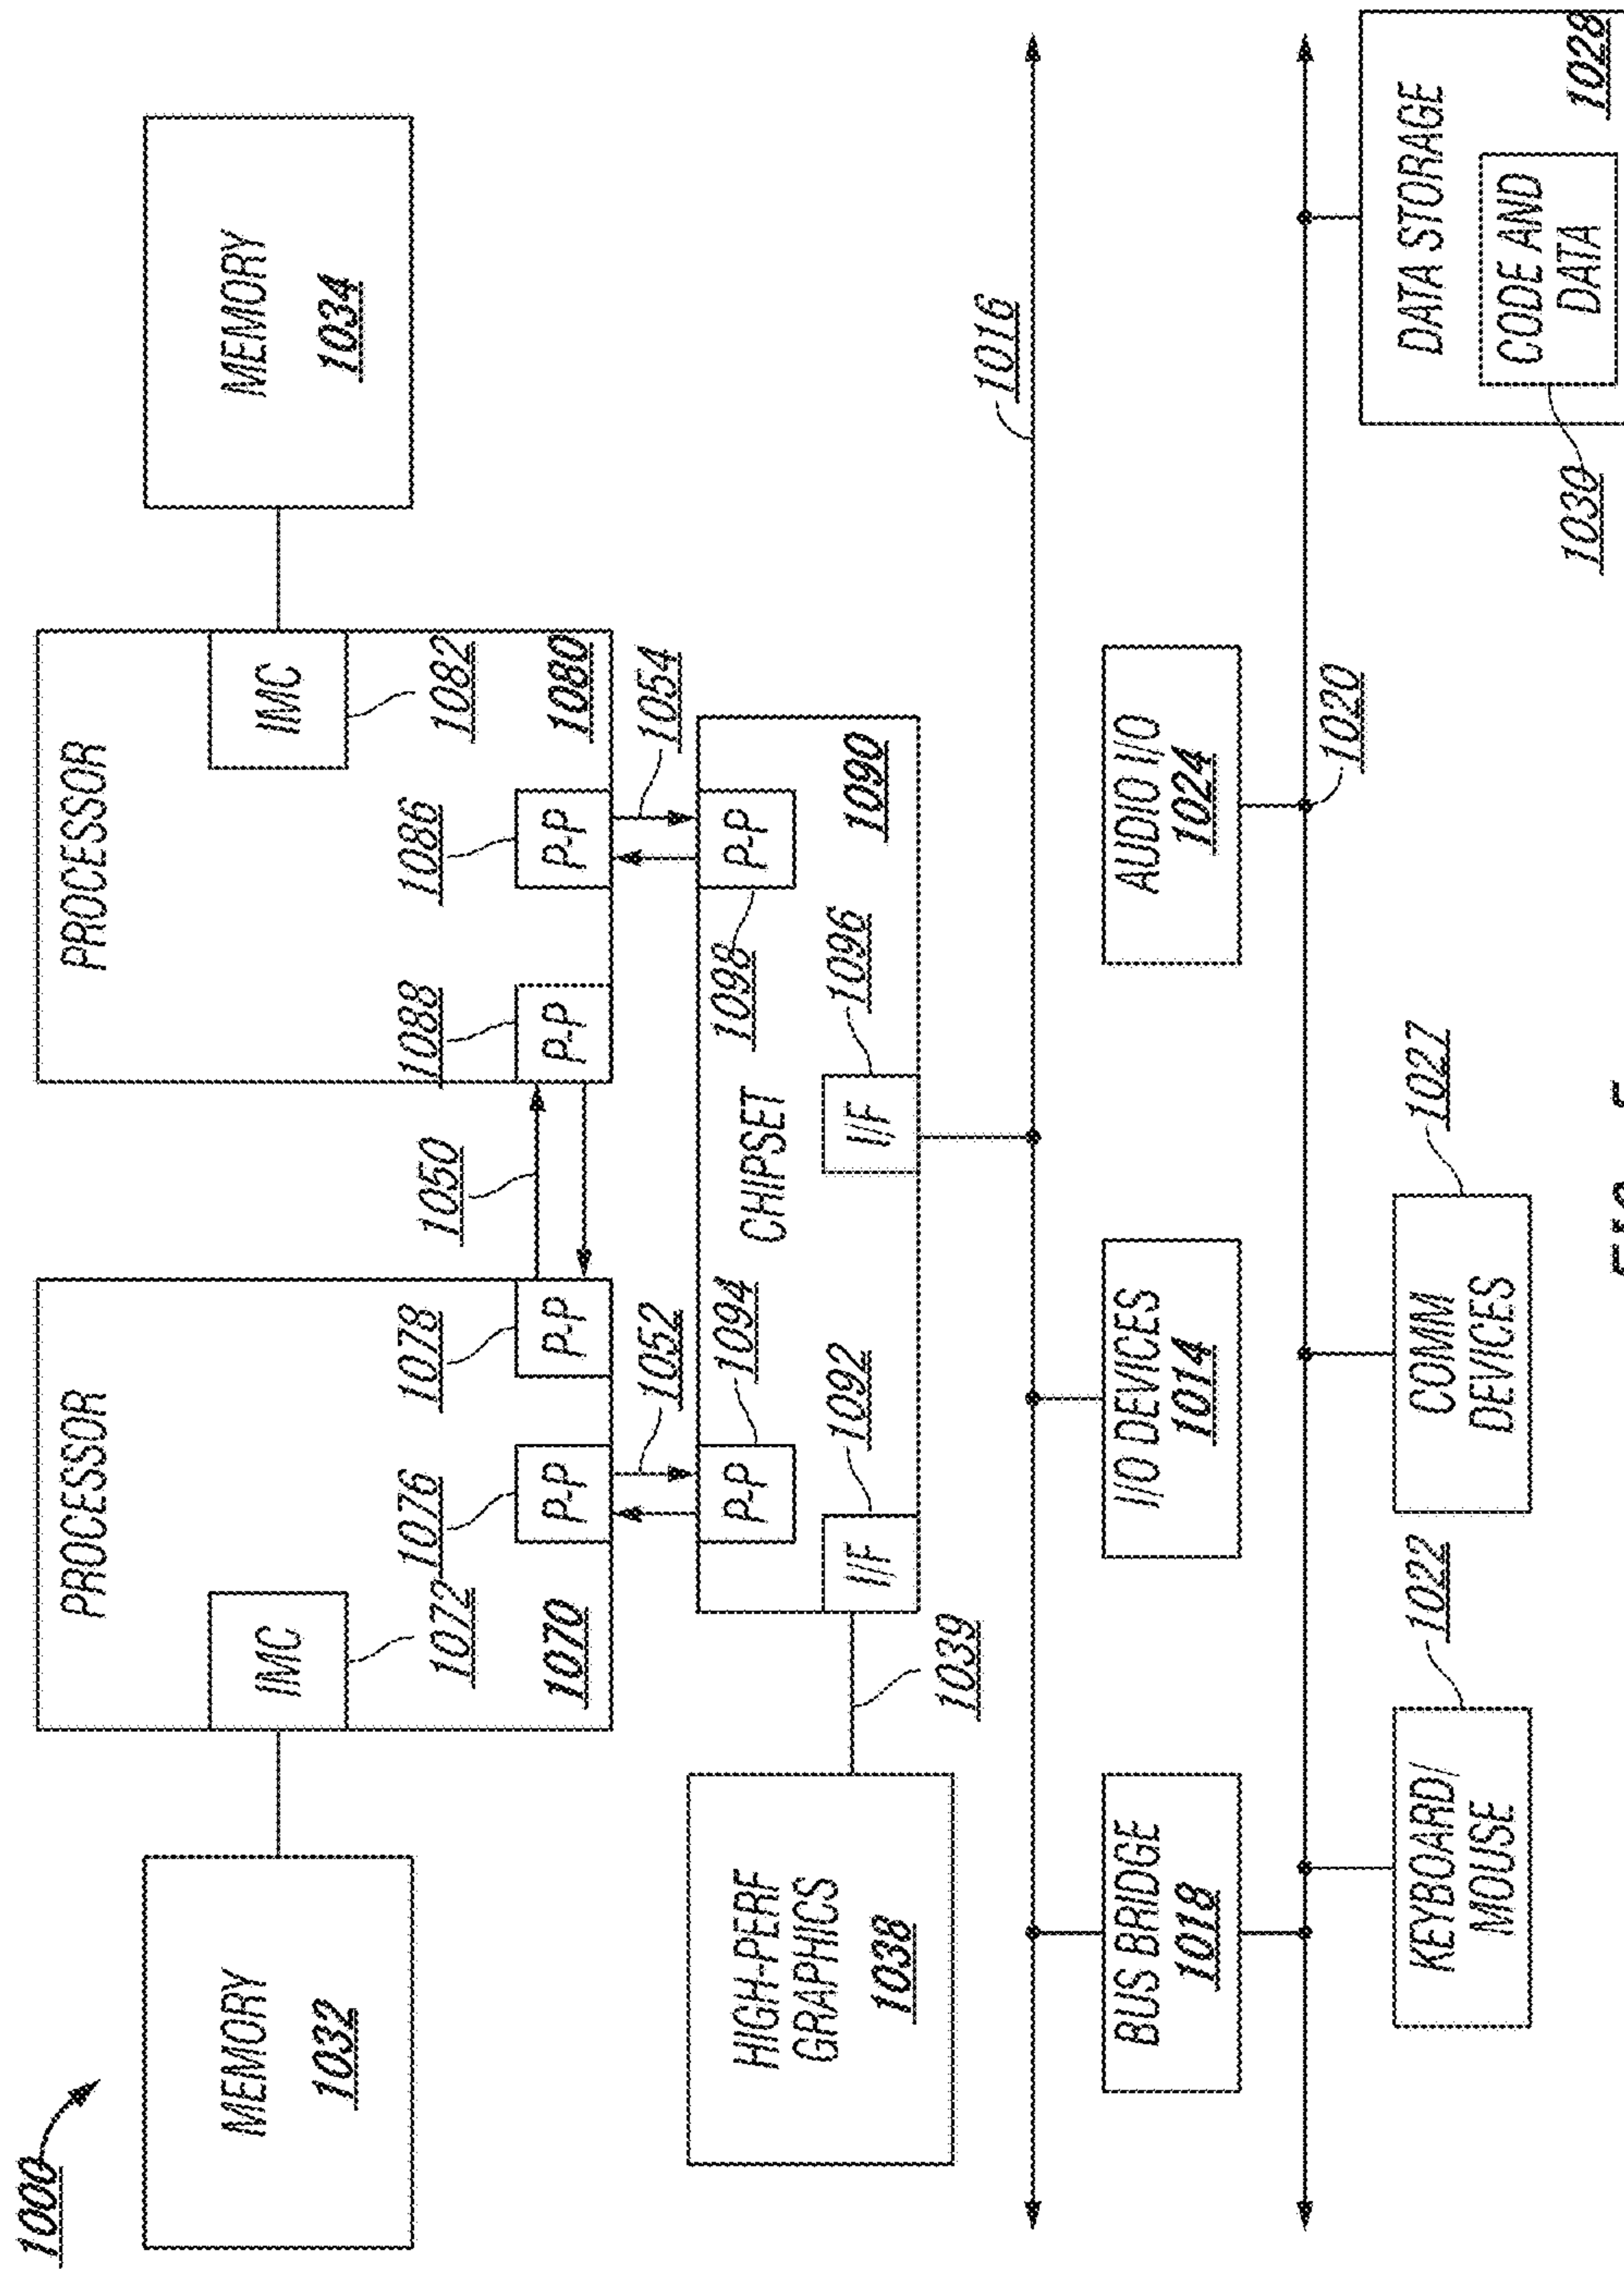 1000
PROCESSOR
PROCESSOR
MEMORY
1032
IMC
1072
1076
1078
P-P
P-P
1070
1050
1088
1086
P-P
P-P
IMC
1082
1080
MEMORY
1034
1052
1054
HIGH-PERF
GRAPHICS
1038
1039
P-P
1094
CHIPSET
1098
P-P
1090
I/F
1092
I/F
1096
1016
BUS BRIDGE
1018
I/O DEVICES
1014
AUDIO I/O
1024
1020
KEYBOARD/
MOUSE
1022
COMM
DEVICES
1027
DATA STORAGE
CODE AND
DATA
1030
1028